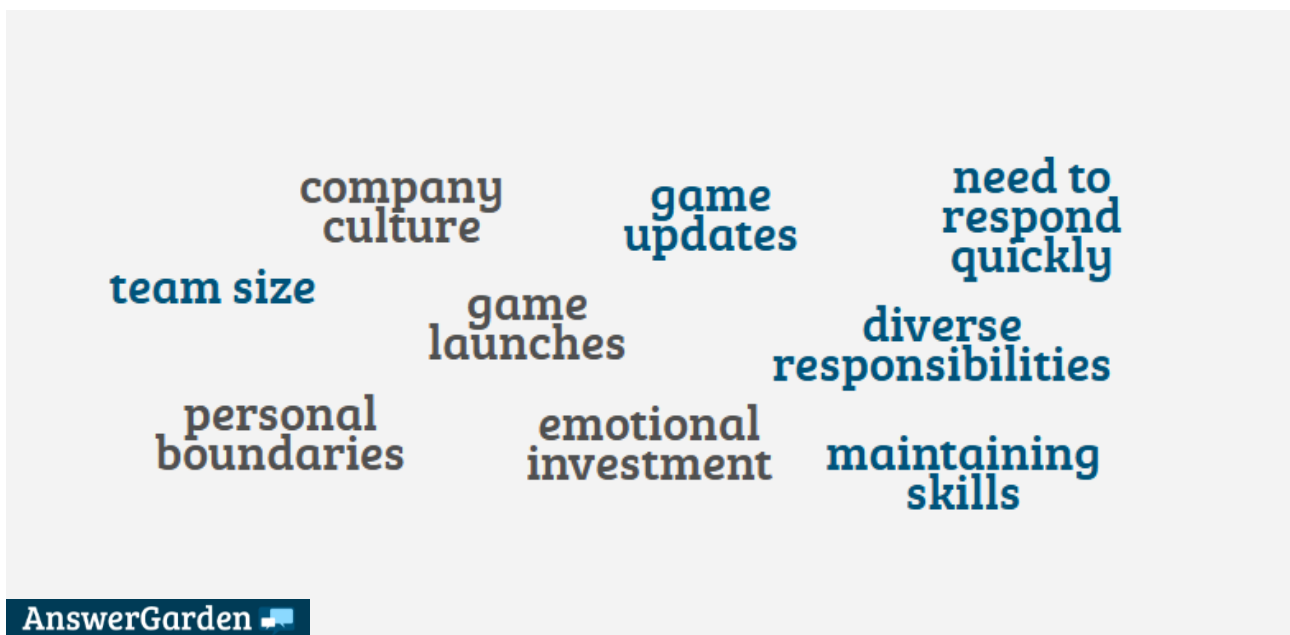 company
culture
game
updates
need to
respond
quickly
team size
game
launches
diverse
responsibilities
personal
boundaries
emotional
investment
maintaining
skills
AnswerGarden